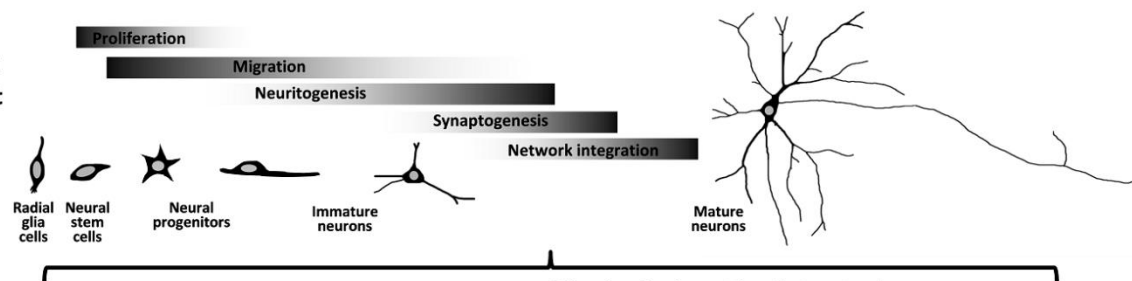 Proliferation
Migration
Neuritogenesis
Synaptogenesis
Network integration
Radial
glia
cells
Neural
stem
cells
Neural
progenitors
Immature
neurons
Mature
neurons